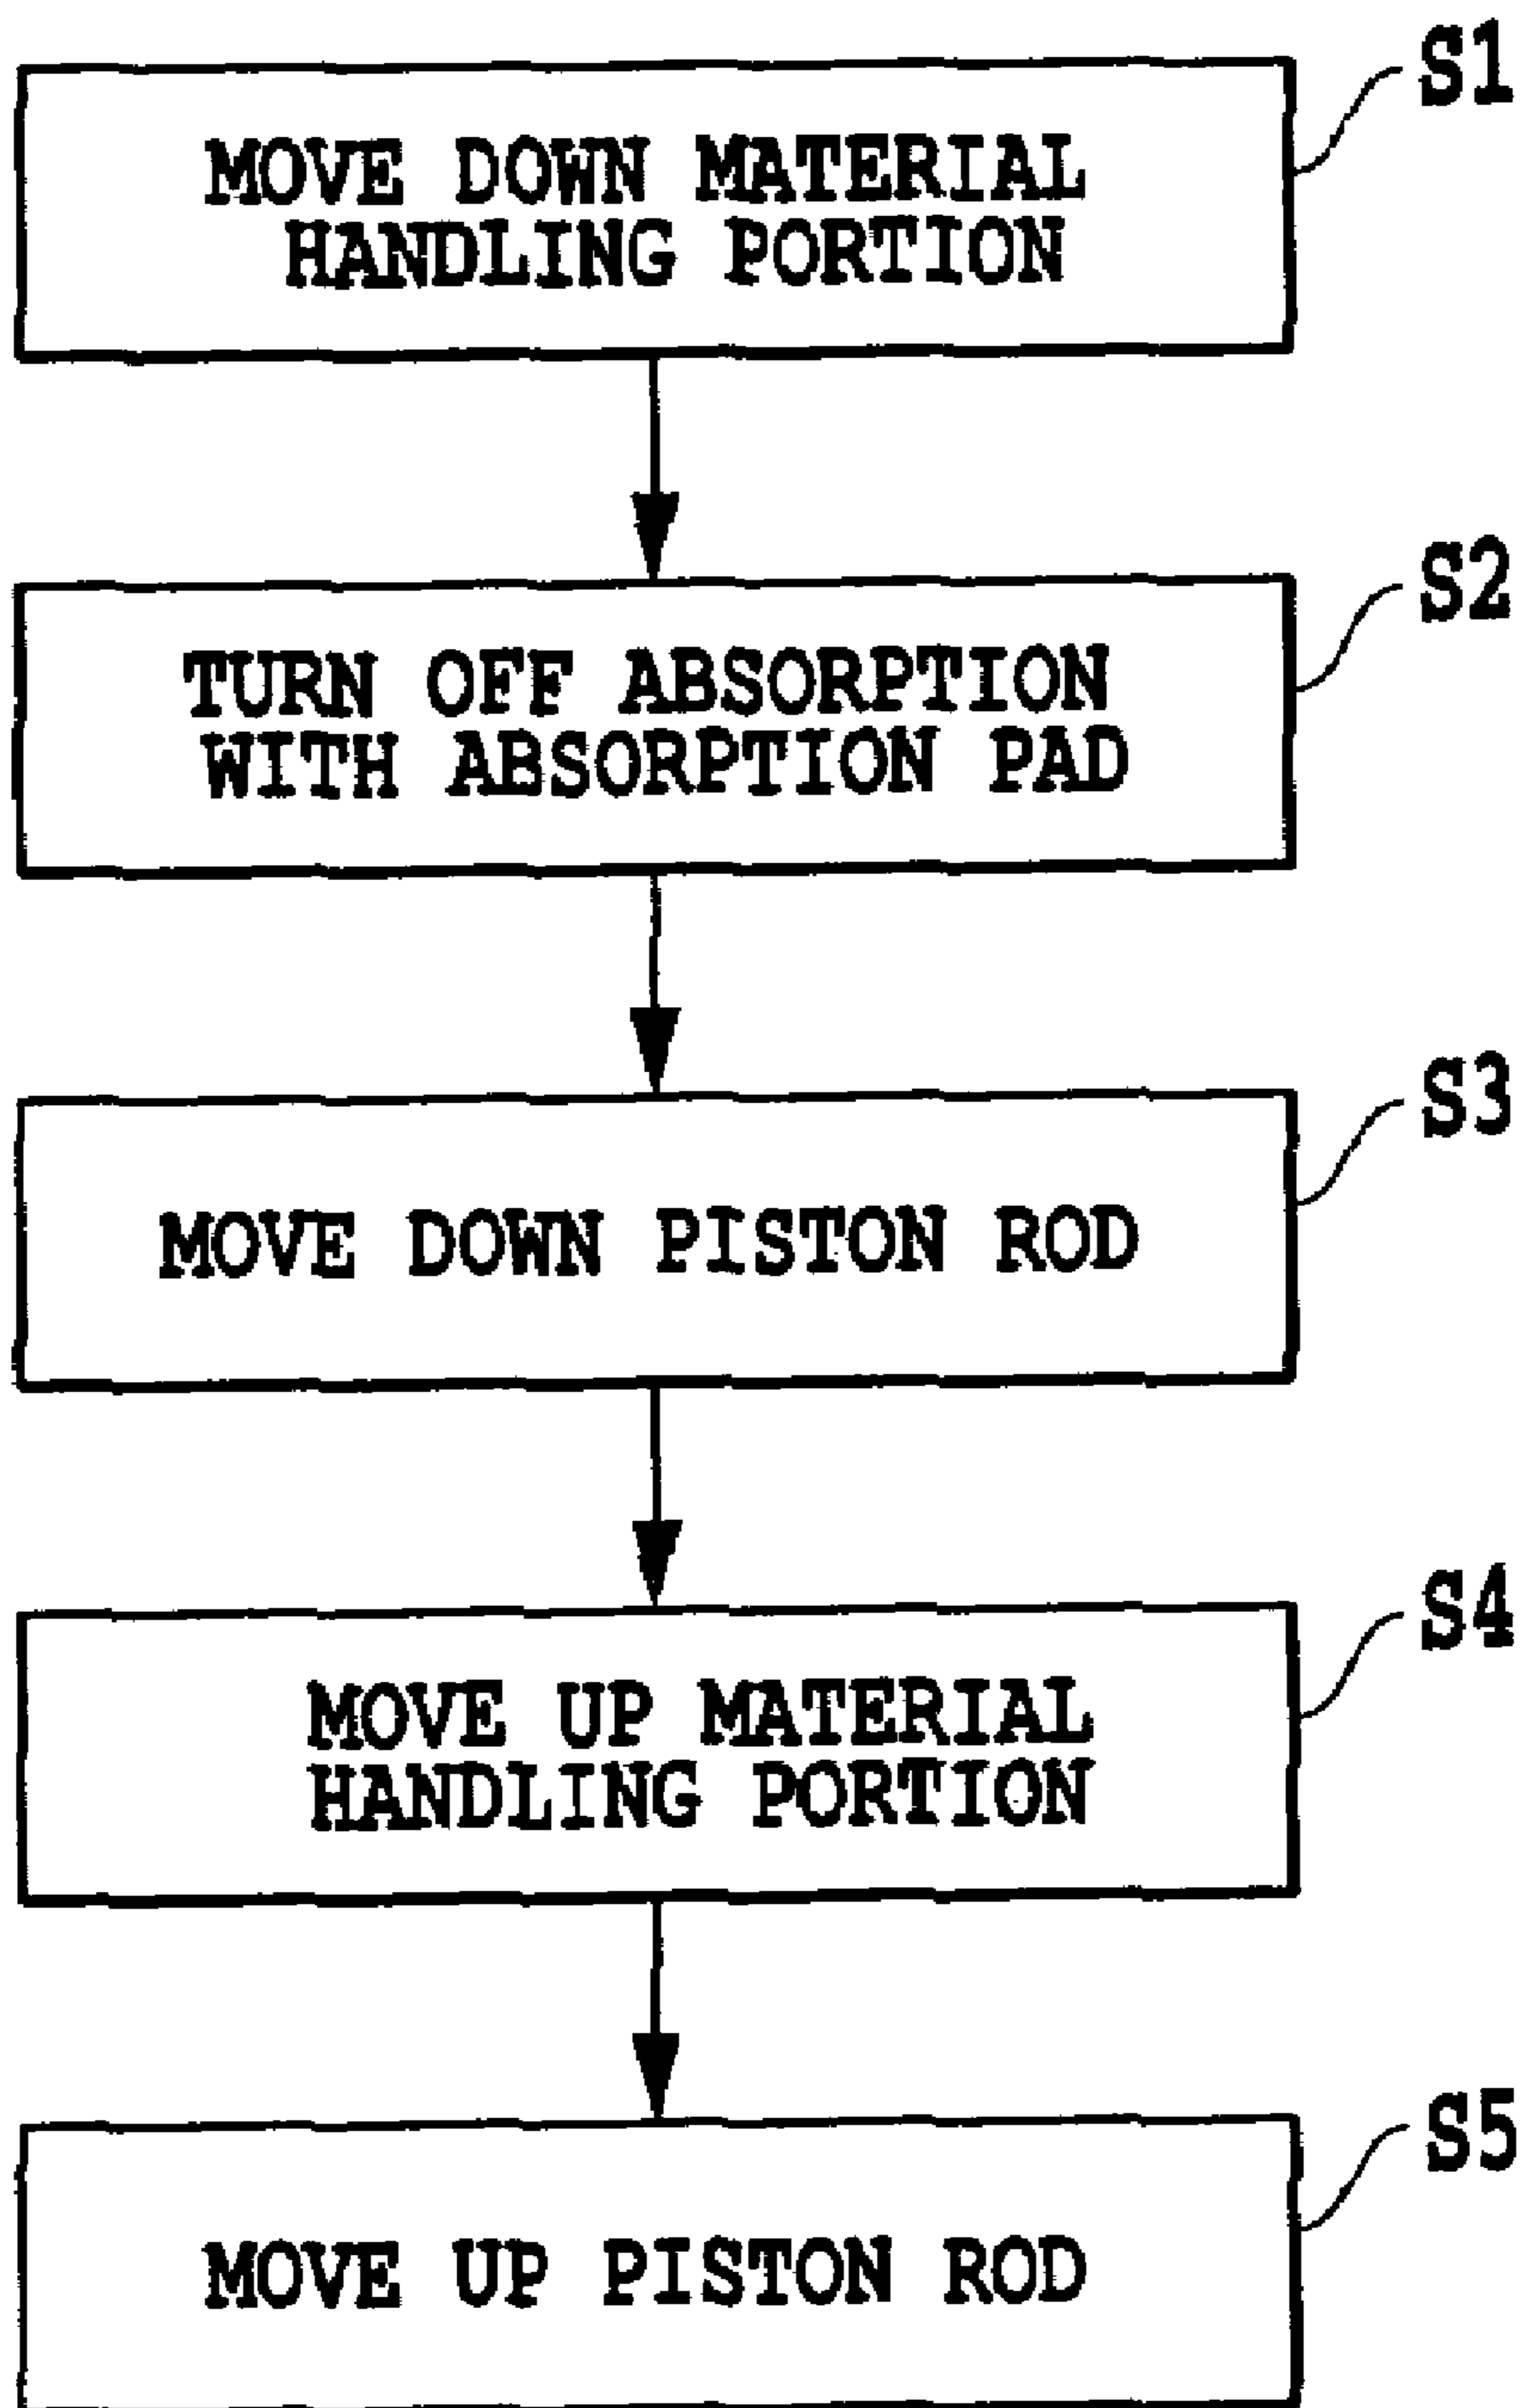 S1
MOVE DOWN MATERIAL
HANDLING PORTION
S2
TURN OFF ABSORPTION
WITH ABSORPTION PAD
S3
MOVE DOWN PISTON ROD
S4
MOVE UP MATERIAL
HANDLING PORTION
S5
MOVE UP PISTON ROD